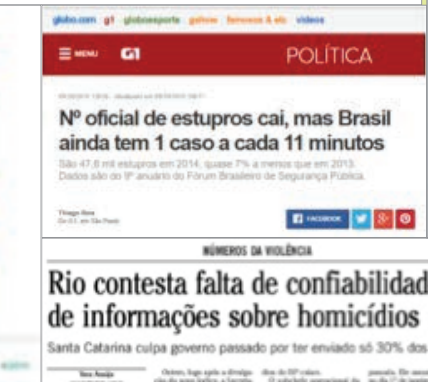 globo.com g1 globoesporte gshow famosos & etc vídeos
MENU G1 POLÍTICA
Nº oficial de estupros cai, mas Brasil
ainda tem 1 caso a cada 11 minutos
São 47,6 mil estupros em 2014, quase 7% a menos que em 2013.
Dados são do 9º anuário do Fórum Brasileiro de Segurança Pública.
Thiago Reis
Do G1, em São Paulo
FACEBOOK
NÚMEROS DA VIOLÊNCIA
Rio contesta falta de confiabilidad
de informações sobre homicídios
Santa Catarina culpa governo passado por ter enviado só 30% dos